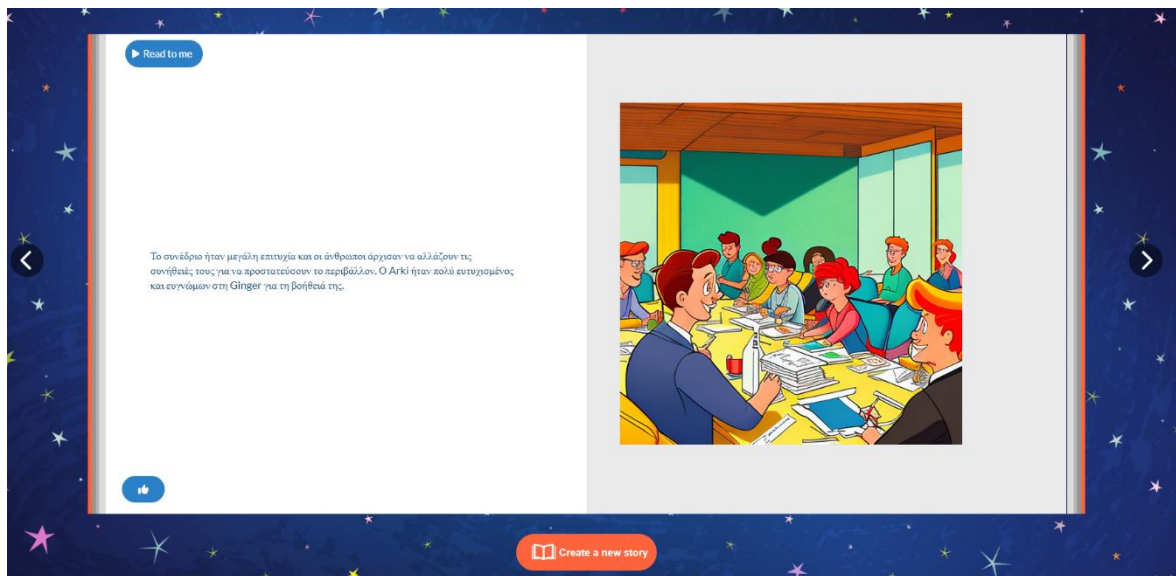 Read to me
Το συνέδριο ήταν μεγάλη επιτυχία και οι άνθρωποι άρχισαν να αλλάζουν τις
συνήθειές τους για να προστατεύσουν το περιβάλλον. Ο Arki ήταν πολύ ευτυχισμένος
και ευγνώμων στη Ginger για τη βοήθειά της.
Create a new story